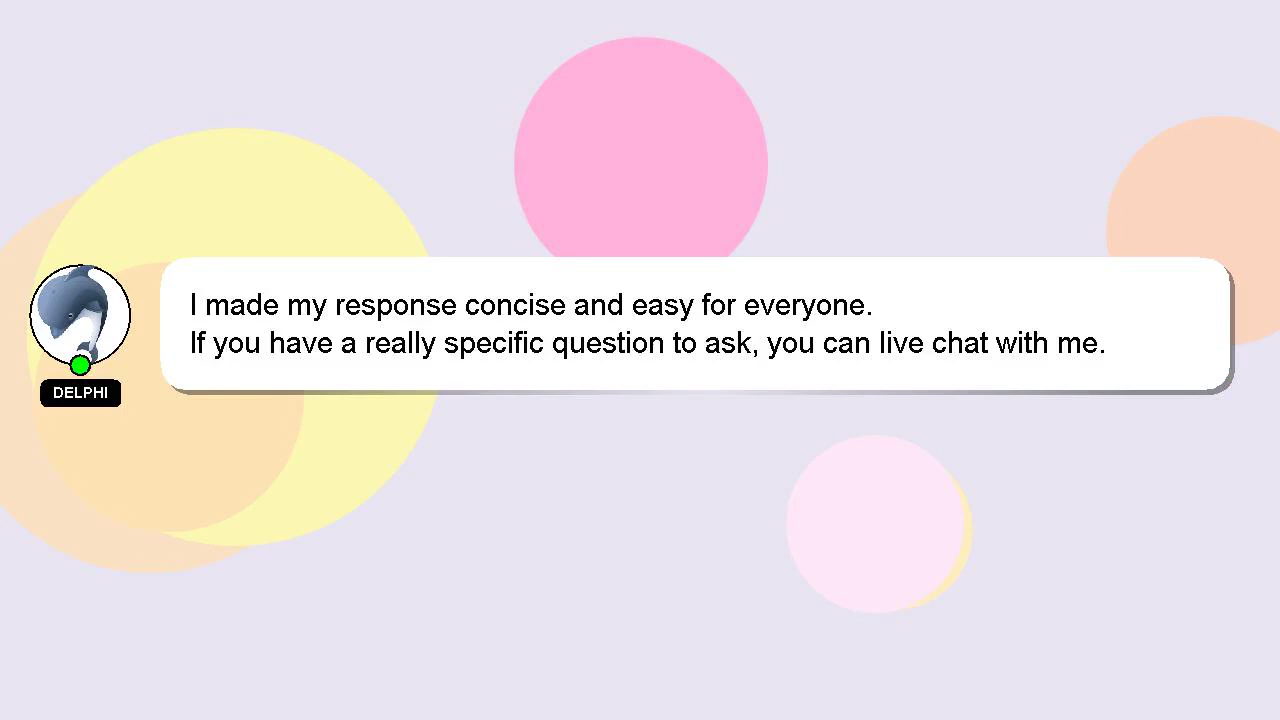 I made my response concise and easy for everyone.
If you have a really specific question to ask, you can live chat with me.
DELPHI